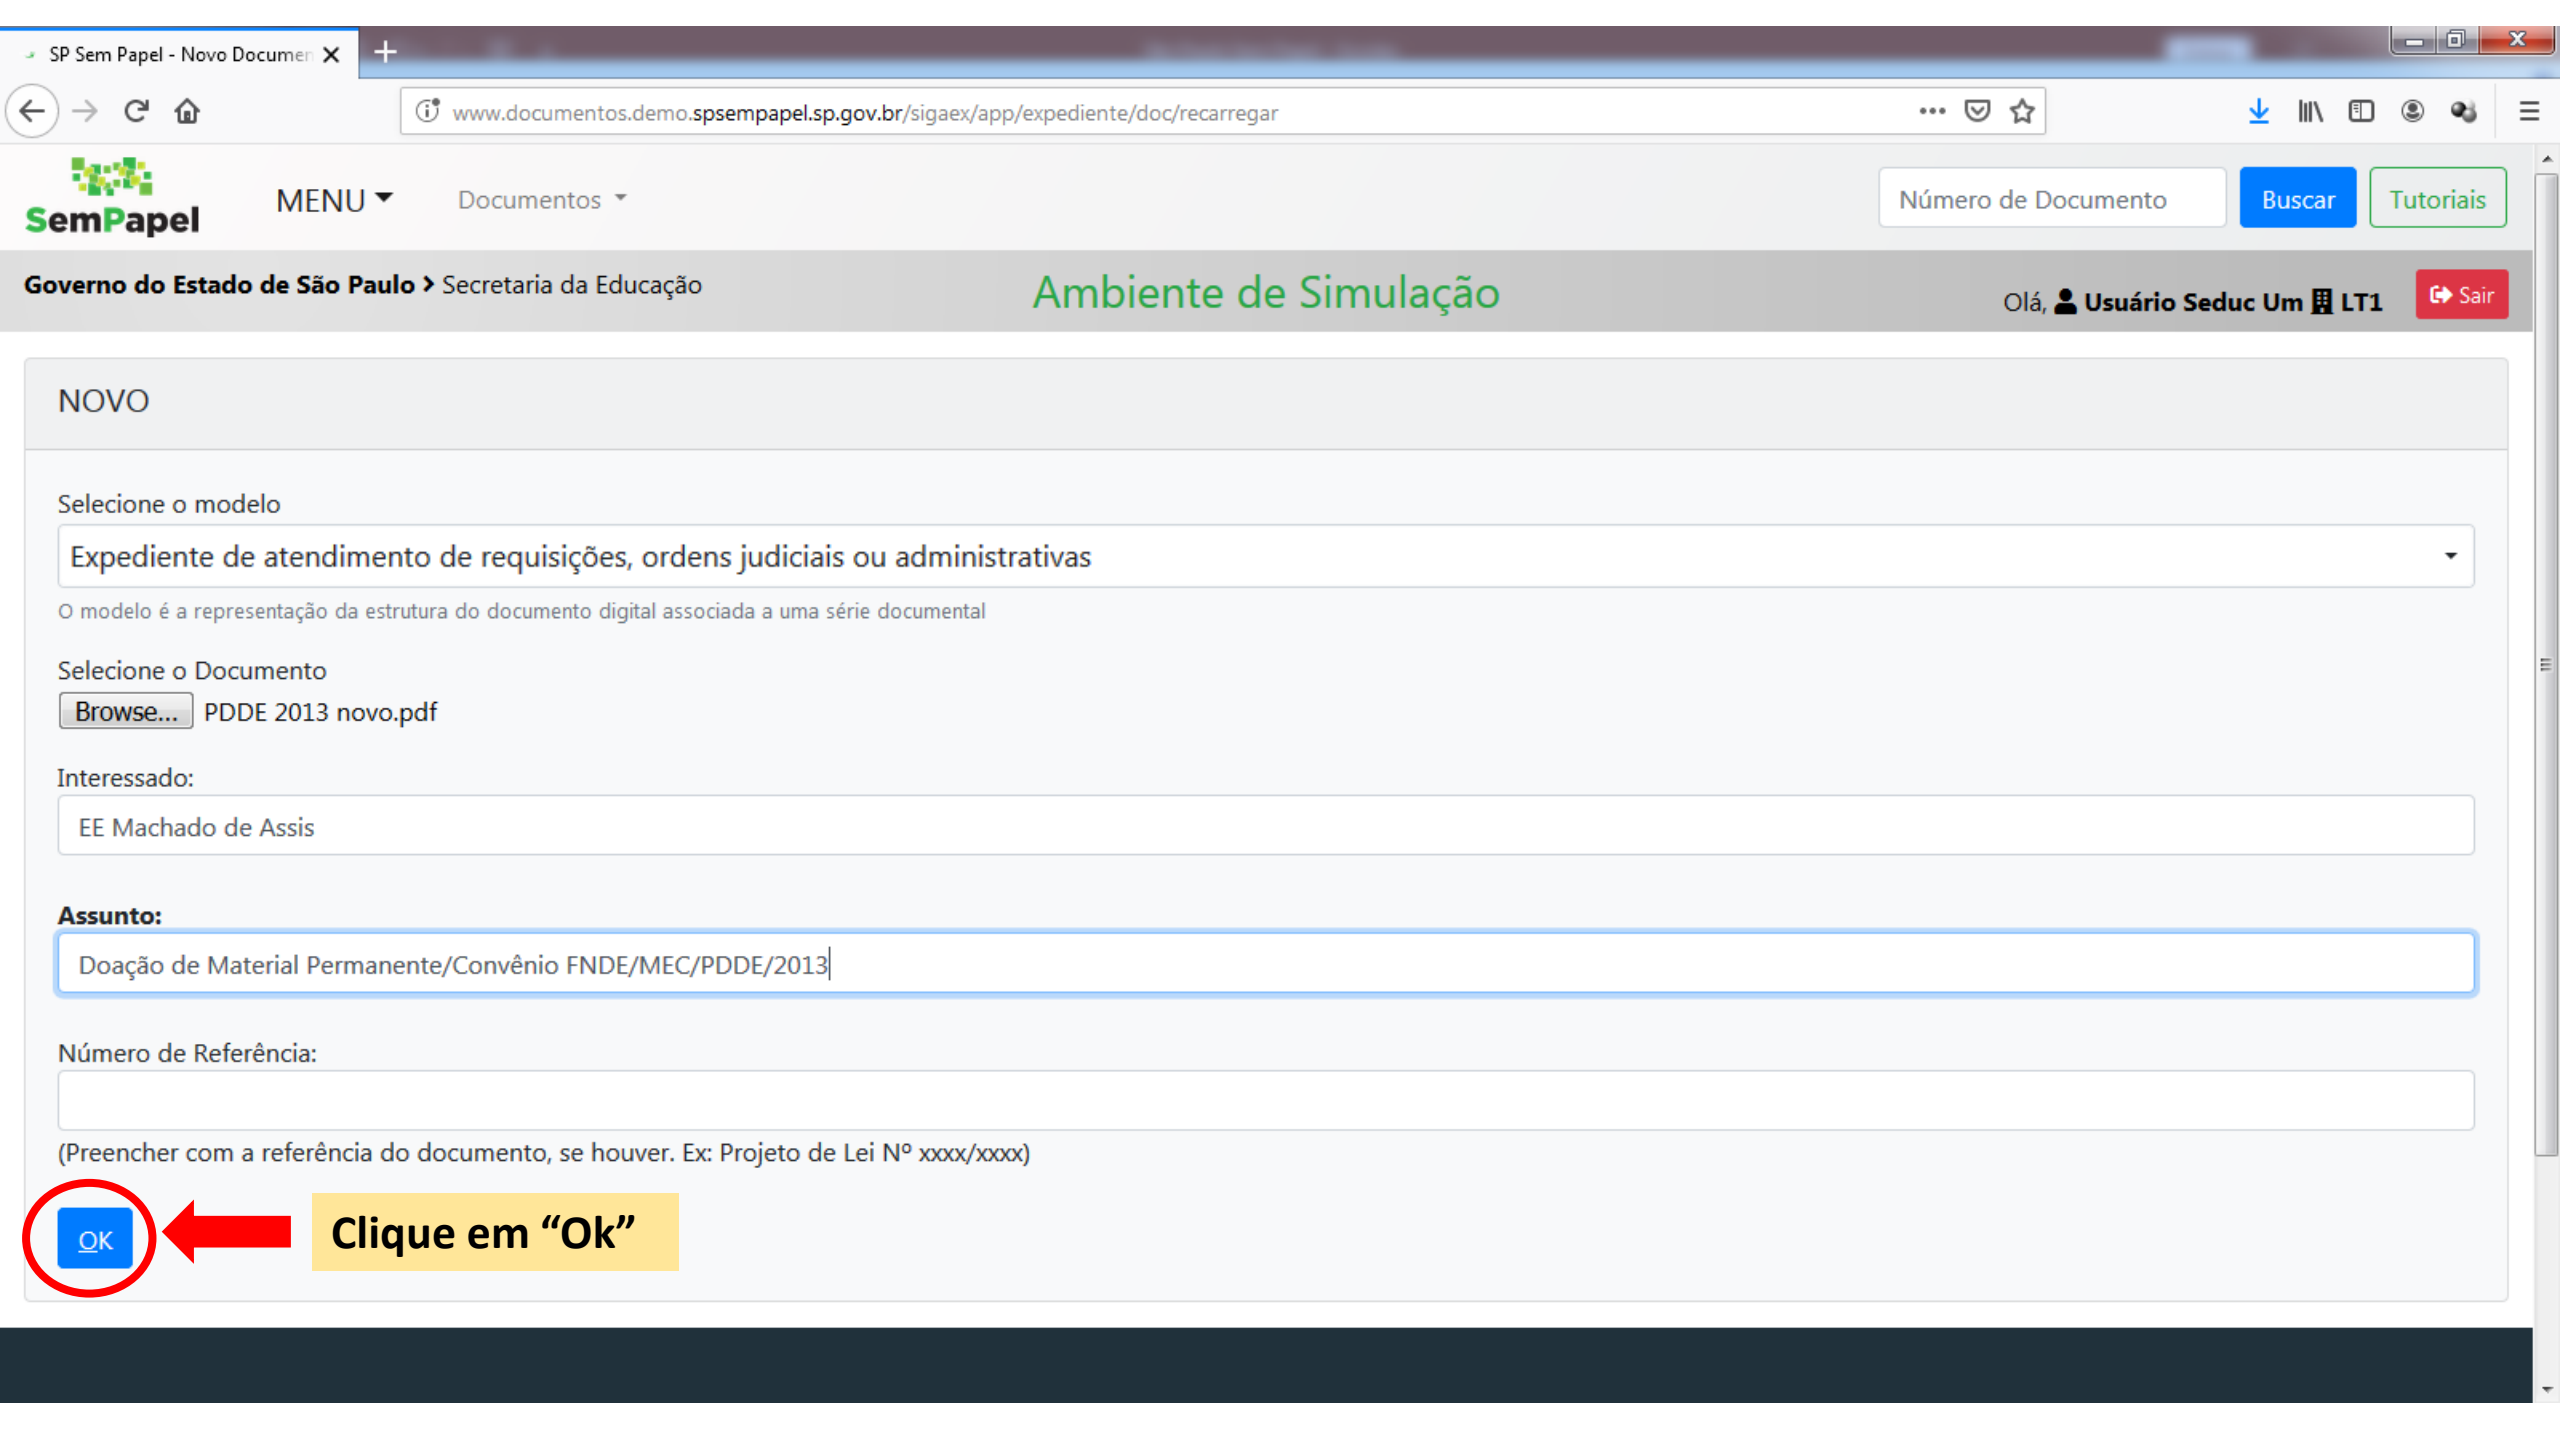 SP Sem Papel - Novo Documen
www.documentos.demo.spsempapel.sp.gov.br/sigaex/app/expediente/doc/recarregar
SemPapel
MENU
Documentos
Número de Documento
Buscar
Tutoriais
Governo do Estado de São Paulo > Secretaria da Educação
Ambiente de Simulação
Olá, Usuário Seduc Um LT1
Sair
NOVO
Selecione o modelo
Expediente de atendimento de requisições, ordens judiciais ou administrativas
O modelo é a representação da estrutura do documento digital associada a uma série documental
Selecione o Documento
Browse... PDDE 2013 novo.pdf
Interessado:
EE Machado de Assis
Assunto:
Doação de Material Permanente/Convênio FNDE/MEC/PDDE/2013
Número de Referência:
(Preencher com a referência do documento, se houver. Ex: Projeto de Lei Nº xxxx/xxxx)
OK
Clique em “Ok”